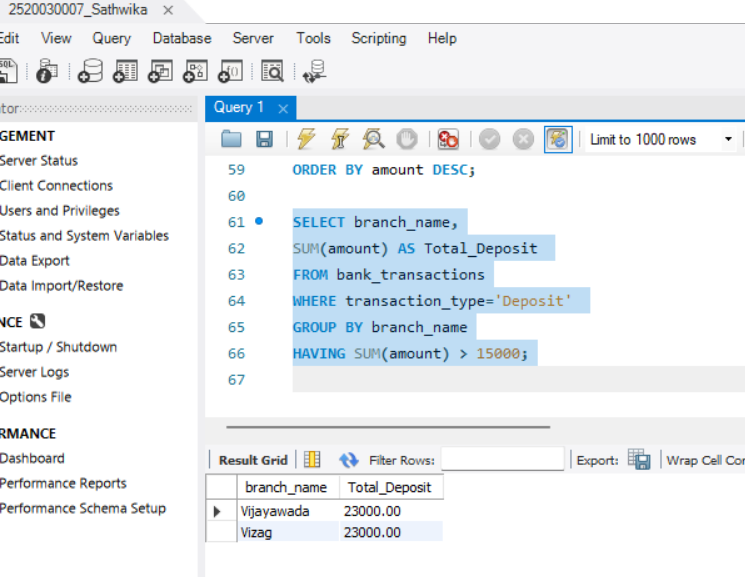 2520030007_Sathwika ×
Edit View Query Database Server Tools Scripting Help
Query 1 ×
Limit to 1000 rows
GEMENT
Server Status
Client Connections
Users and Privileges
Status and System Variables
Data Export
Data Import/Restore
NCE
Startup / Shutdown
Server Logs
Options File
RMANCE
Dashboard
Performance Reports
Performance Schema Setup
59 ORDER BY amount DESC;
60
61 SELECT branch_name,
62 SUM(amount) AS Total_Deposit
63 FROM bank_transactions
64 WHERE transaction_type='Deposit'
65 GROUP BY branch_name
66 HAVING SUM(amount) > 15000;
67
Result Grid Filter Rows: Export: Wrap Cell Con
branch_name Total_Deposit
Vijayawada 23000.00
Vizag 23000.00